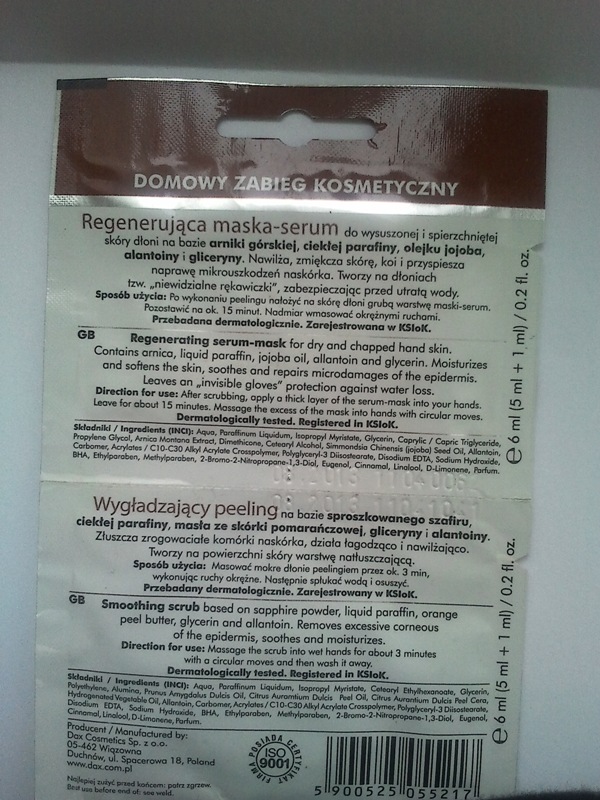 DOMOWY ZABIEG KOSMETYCZNY
Regenerująca maska-serum do wysuszonej i spierzchniętej
skóry dłoni na bazie arniki górskiej, ciekłej parafiny, olejku jojoba,
alantoiny i gliceryny. Nawilża, zmiękcza skórę, koi i przyspiesza
naprawę mikrouszkodzeń naskórka. Tworzy na dłoniach
tzw. „niewidzialne rękawiczki”, zabezpieczając przed utratą wody.
Sposób użycia: Po wykonaniu peelingu nałożyć na skórę dłoni grubą warstwę maski-serum.
Pozostawić na ok. 15 minut. Nadmiar wmasować okrężnymi ruchami.
Przebadana dermatologicznie. Zarejestrowana w KSIoK.
GB Regenerating serum-mask for dry and chapped hand skin.
Contains arnica, liquid paraffin, jojoba oil, allantoin and glycerin. Moisturizes
and softens the skin, soothes and repairs microdamages of the epidermis.
Leaves an „invisible gloves” protection against water loss.
Direction for use: After scrubbing, apply a thick layer of the serum-mask into your hands.
Leave for about 15 minutes. Massage the excess of the mask into hands with circular moves.
Dermatologically tested. Registered in KSIoK.
Składniki / Ingredients (INCI): Aqua, Paraffinum Liquidum, Isopropyl Myristate, Glycerin, Caprylic / Capric Triglyceride,
Propylene Glycol, Arnica Montana Extract, Dimethicone, Cetearyl Alcohol, Simmondsia Chinensis (jojoba) Seed Oil, Allantoin,
Carbomer, Acrylates / C10-C30 Alkyl Acrylate Crosspolymer, Polyglyceryl-3 Diisostearate, Disodium EDTA, Sodium Hydroxide,
BHA, Ethylparaben, Methylparaben, 2-Bromo-2-Nitropropane-1,3-Diol, Eugenol, Cinnamal, Linalool, D-Limonene, Parfum.
℮ 6 ml (5 ml + 1 ml) / 0.2 fl. oz.
Wygładzający peeling na bazie sproszkowanego szafiru,
ciekłej parafiny, masła ze skórki pomarańczowej, gliceryny i alantoiny.
Złuszcza zrogowaciałe komórki naskórka, działa łagodząco i nawilżająco.
Tworzy na powierzchni skóry warstwę natłuszczającą.
Sposób użycia: Masować mokre dłonie peelingiem przez ok. 3 min,
wykonując ruchy okrężne. Następnie spłukać wodą i osuszyć.
Przebadany dermatologicznie. Zarejestrowany w KSIoK.
GB Smoothing scrub based on sapphire powder, liquid paraffin, orange
peel butter, glycerin and allantoin. Removes excessive corneous
of the epidermis, soothes and moisturizes.
Direction for use: Massage the scrub into wet hands for about 3 minutes
with a circular moves and then wash it away.
Dermatologically tested. Registered in KSIoK.
Składniki / Ingredients (INCI): Aqua, Paraffinum Liquidum, Isopropyl Myristate, Cetearyl Ethylhexanoate, Glycerin,
Polyethylene, Alumina, Prunus Amygdalus Dulcis Oil, Citrus Aurantium Dulcis Peel Oil, Citrus Aurantium Dulcis Peel Cera,
Hydrogenated Vegetable Oil, Allantoin, Carbomer, Acrylates / C10-C30 Alkyl Acrylate Crosspolymer, Polyglyceryl-3 Diisostearate,
Disodium EDTA, Sodium Hydroxide, BHA, Ethylparaben, Methylparaben, 2-Bromo-2-Nitropropane-1,3-Diol, Eugenol,
Cinnamal, Linalool, D-Limonene, Parfum.
℮ 6 ml (5 ml + 1 ml) / 0.2 fl. oz.
Producent / Manufactured by:
Dax Cosmetics Sp. z o.o.
05-462 Wiązowna
Duchnów, ul. Spacerowa 18, Poland
www.dax.com.pl
Najlepiej zużyć przed końcem: patrz zgrzew.
Best use before end of: see weld.
FIRMA POSIADA CERTYFIKAT
ISO
9001
5 900525 055217